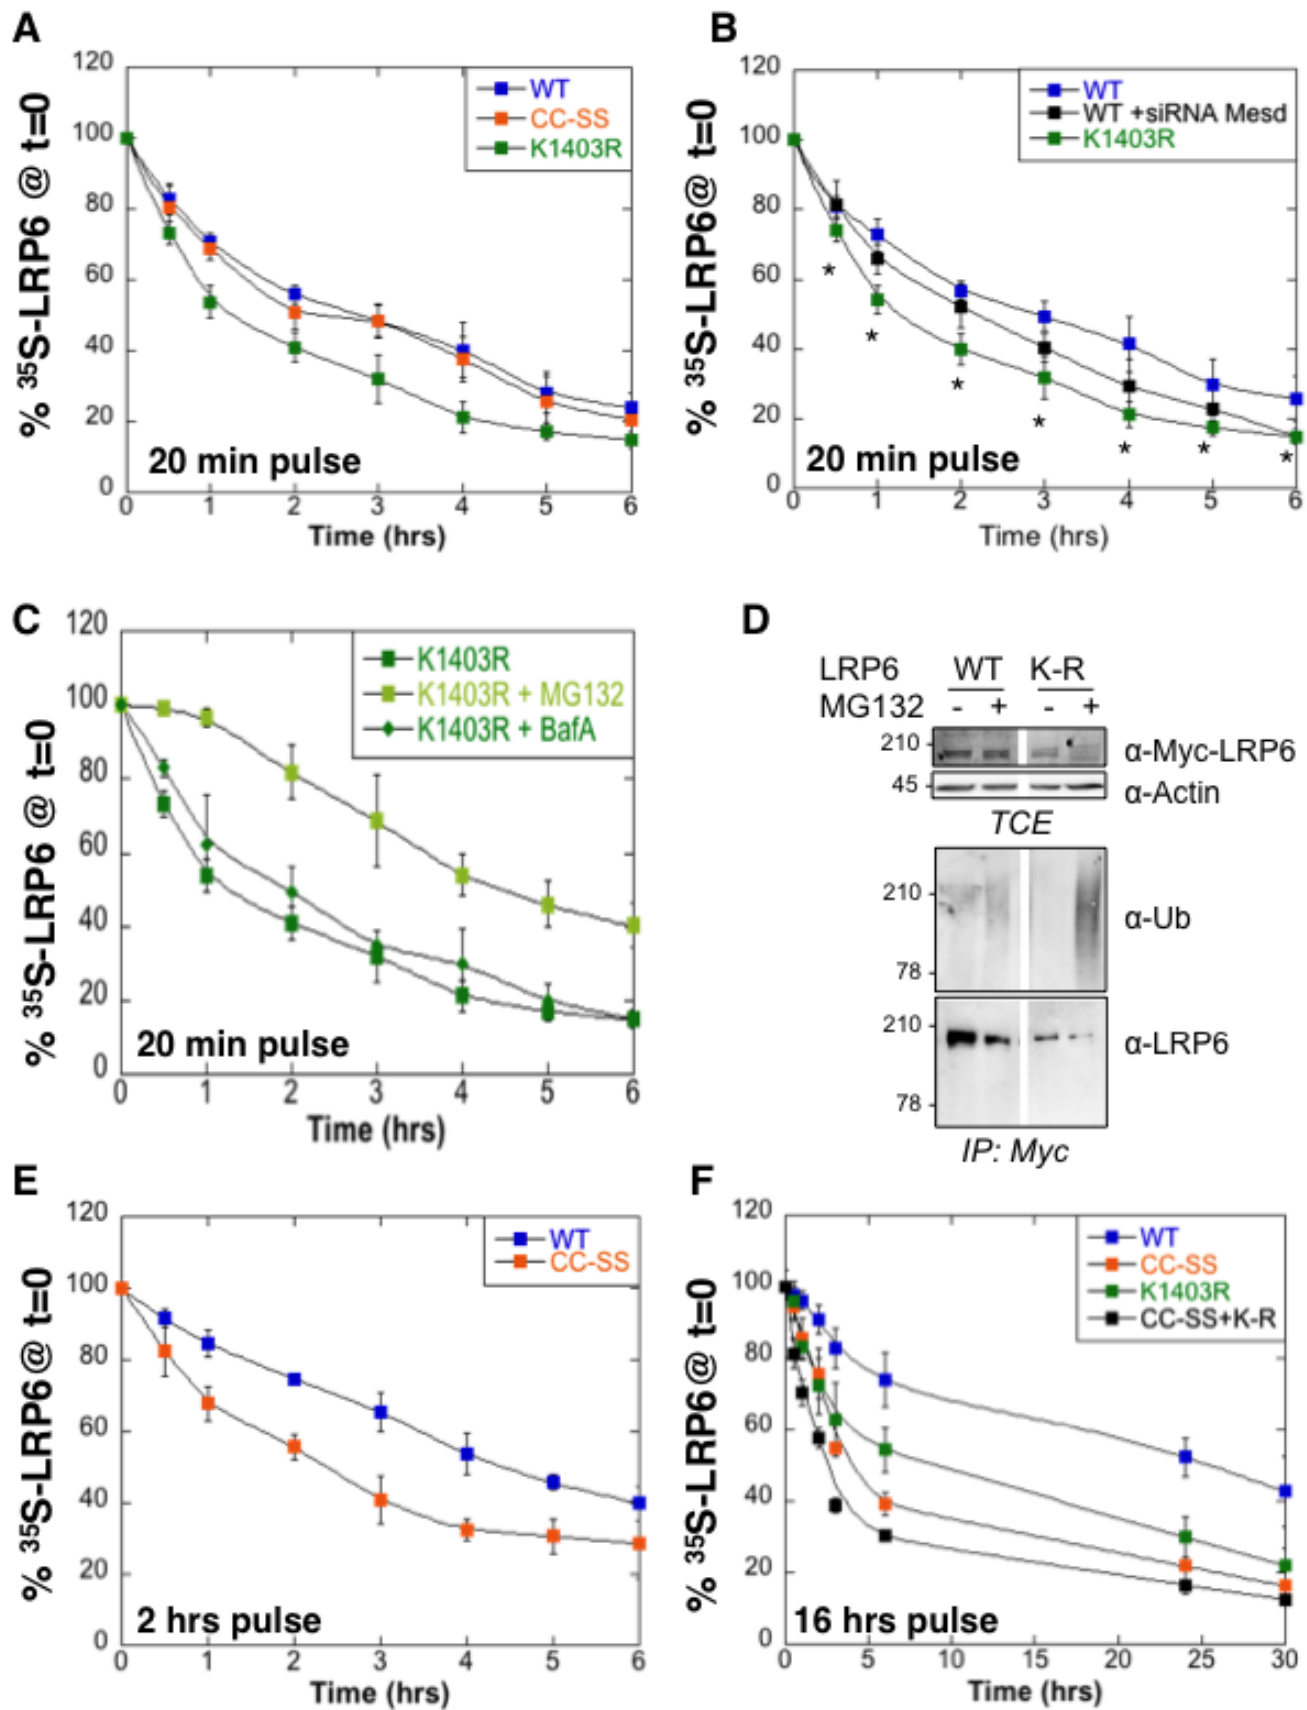 A
% ³⁵S-LRP6 @ t=0
120
100
80
60
40
20
0
WT
CC-SS
K1403R
20 min pulse
0 1 2 3 4 5 6
Time (hrs)
B
% ³⁵S-LRP6@ t=0
120
100
80
60
40
20
0
WT
WT +siRNA Mesd
K1403R
* * * * * * *
20 min pulse
0 1 2 3 4 5 6
Time (hrs)
C
% ³⁵S-LRP6 @ t=0
120
100
80
60
40
20
0
K1403R
K1403R + MG132
K1403R + BafA
20 min pulse
0 1 2 3 4 5 6
Time (hrs)
D
LRP6 WT K-R
MG132 - + - +
210 α-Myc-LRP6
45 α-Actin
TCE
210
α-Ub
78
210
α-LRP6
78
IP: Myc
E
% ³⁵S-LRP6@ t=0
120
100
80
60
40
20
0
WT
CC-SS
2 hrs pulse
0 1 2 3 4 5 6
Time (hrs)
F
% ³⁵S-LRP6@ t=0
120
100
80
60
40
20
0
WT
CC-SS
K1403R
CC-SS+K-R
16 hrs pulse
0 5 10 15 20 25 30
Time (hrs)